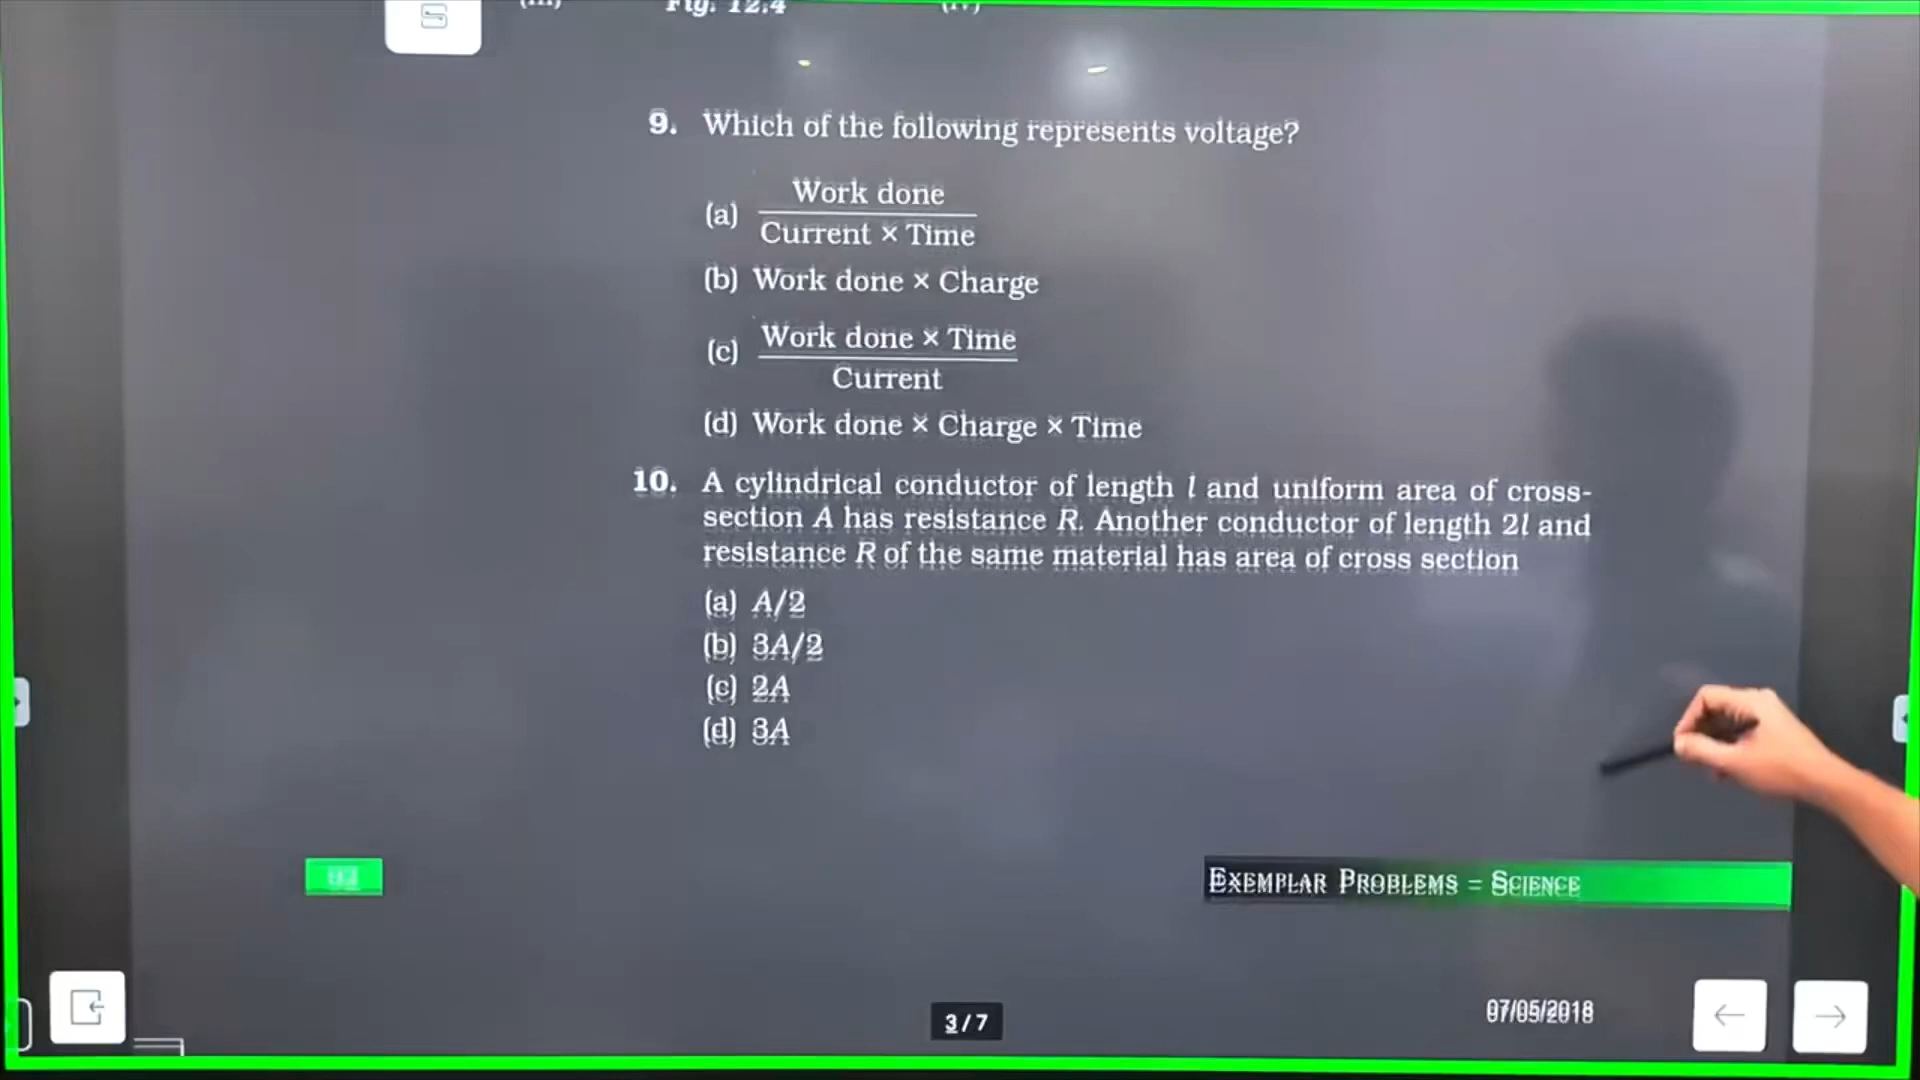 (iii) Fig. 12.4 (iv)
9. Which of the following represents voltage?
(a) Work done
Current × Time
(b) Work done × Charge
(c) Work done × Time
Current
(d) Work done × Charge × Time
10. A cylindrical conductor of length l and uniform area of cross-
section A has resistance R. Another conductor of length 2l and
resistance R of the same material has area of cross section
(a) A/2
(b) 3A/2
(c) 2A
(d) 3A
EXEMPLAR PROBLEMS – SCIENCE
3/7
07/05/2018